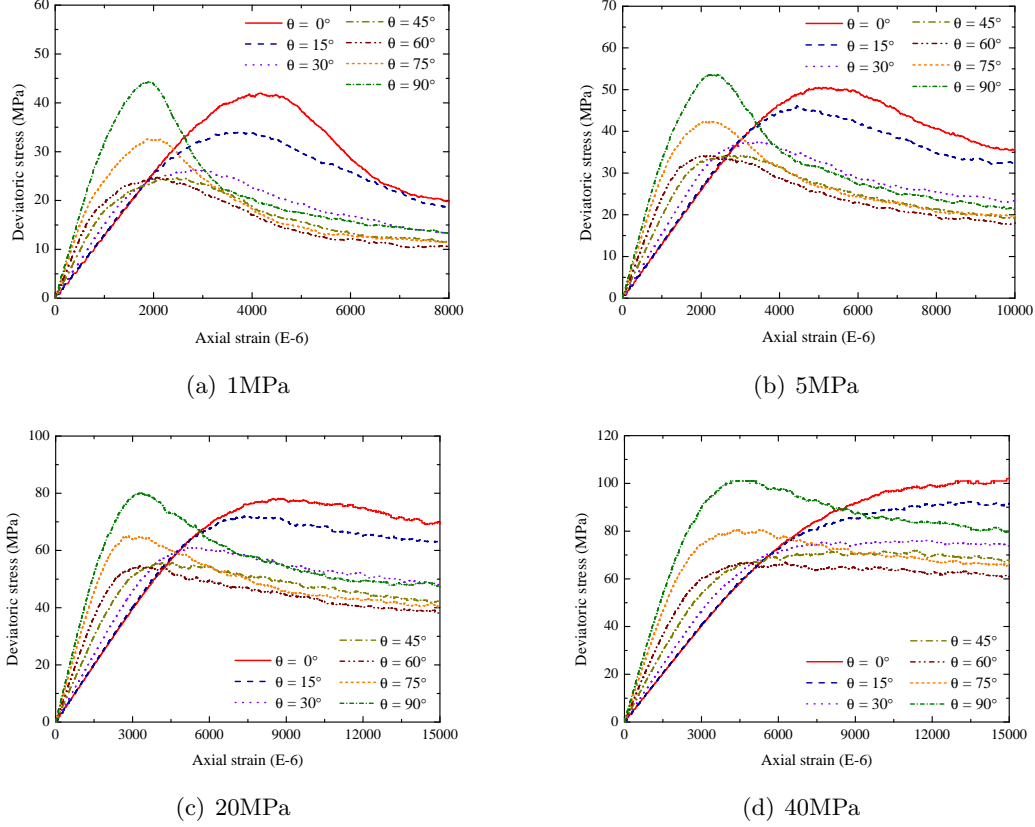 60
50
40
30
20
10
0
Deviatoric stress (MPa)
θ = 0°
θ = 15°
θ = 30°
θ = 45°
θ = 60°
θ = 75°
θ = 90°
0 2000 4000 6000 8000
Axial strain (E-6)
(a) 1MPa
70
60
50
40
30
20
10
0
Deviatoric stress (MPa)
θ = 0°
θ = 15°
θ = 30°
θ = 45°
θ = 60°
θ = 75°
θ = 90°
0 2000 4000 6000 8000 10000
Axial strain (E-6)
(b) 5MPa
100
80
60
40
20
0
Deviatoric stress (MPa)
θ = 0°
θ = 15°
θ = 30°
θ = 45°
θ = 60°
θ = 75°
θ = 90°
0 3000 6000 9000 12000 15000
Axial strain (E-6)
(c) 20MPa
120
100
80
60
40
20
0
Deviatoric stress (MPa)
θ = 0°
θ = 15°
θ = 30°
θ = 45°
θ = 60°
θ = 75°
θ = 90°
0 3000 6000 9000 12000 15000
Axial strain (E-6)
(d) 40MPa